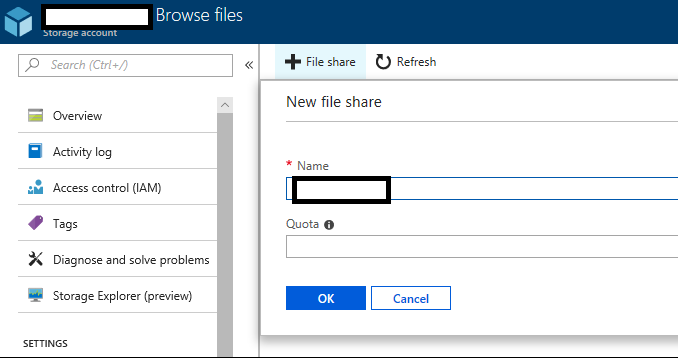 Browse files
Storage account
Search (Ctrl+/)
«
File share
Refresh
Overview
Activity log
Access control (IAM)
Tags
Diagnose and solve problems
Storage Explorer (preview)
SETTINGS
New file share
* Name
Quota
OK
Cancel